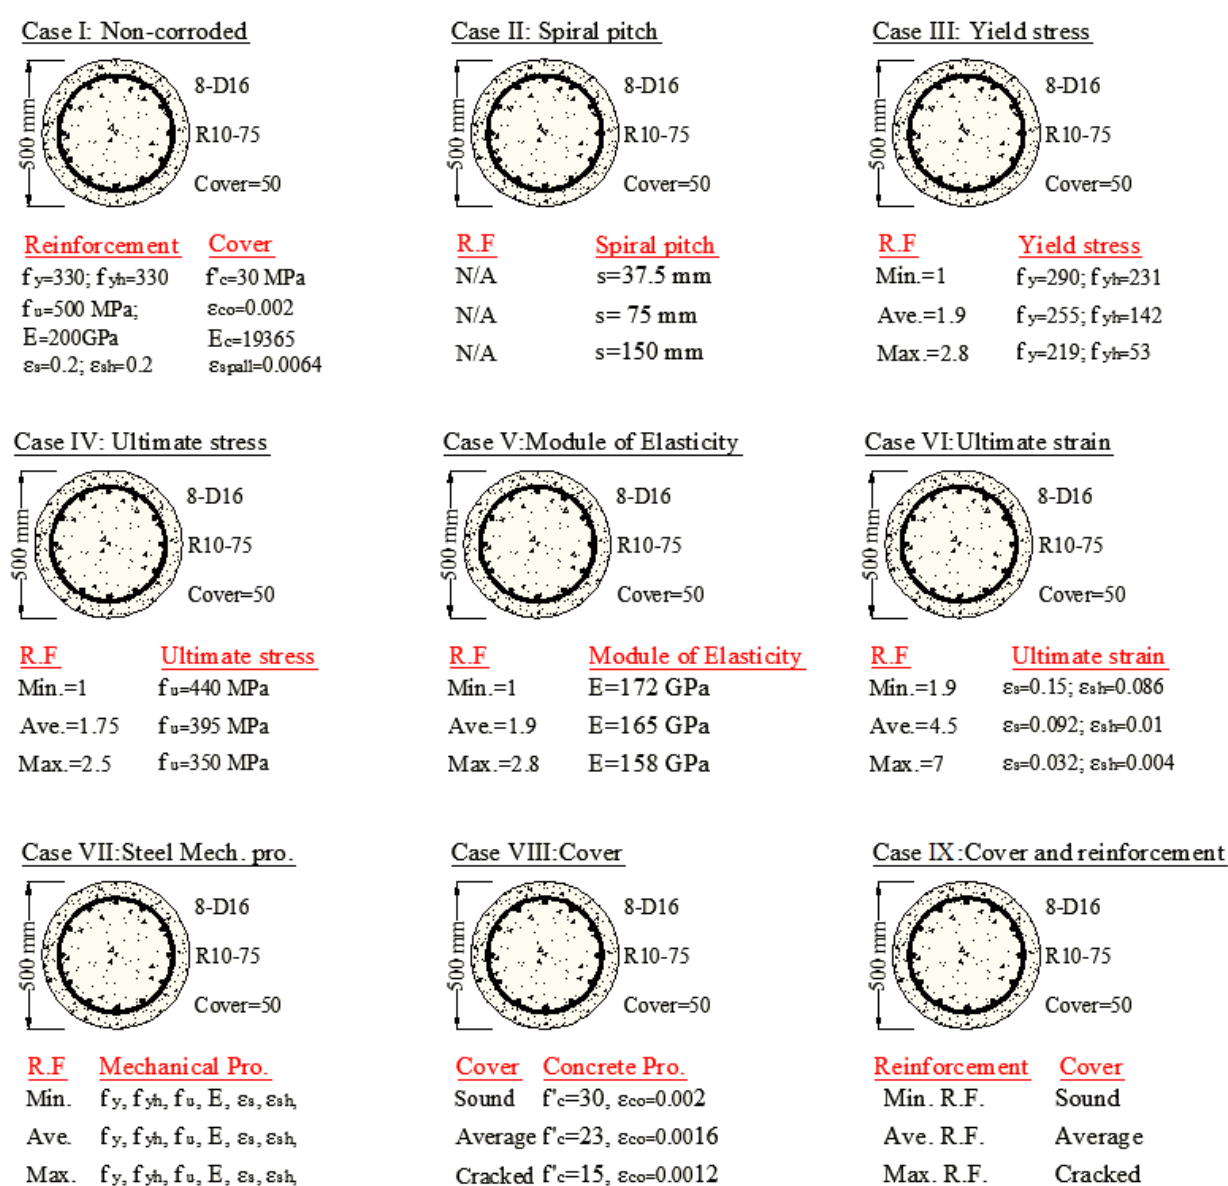 Case I: Non-corroded
500 mm
8-D16
R10-75
Cover=50
Reinforcement Cover
fy=330; fyh=330 f'c=30 MPa
fu=500 MPa; εco=0.002
E=200GPa Ec=19365
εs=0.2; εsh=0.2 εspall=0.0064
Case II: Spiral pitch
500 mm
8-D16
R10-75
Cover=50
R.F Spiral pitch
N/A s=37.5 mm
N/A s= 75 mm
N/A s=150 mm
Case III: Yield stress
500 mm
8-D16
R10-75
Cover=50
R.F Yield stress
Min.=1 fy=290; fyh=231
Ave.=1.9 fy=255; fyh=142
Max.=2.8 fy=219; fyh=53
Case IV: Ultimate stress
500 mm
8-D16
R10-75
Cover=50
R.F Ultimate stress
Min.=1 fu=440 MPa
Ave.=1.75 fu=395 MPa
Max.=2.5 fu=350 MPa
Case V:Module of Elasticity
500 mm
8-D16
R10-75
Cover=50
R.F Module of Elasticity
Min.=1 E=172 GPa
Ave.=1.9 E=165 GPa
Max.=2.8 E=158 GPa
Case VI:Ultimate strain
500 mm
8-D16
R10-75
Cover=50
R.F Ultimate strain
Min.=1.9 εs=0.15; εsh=0.086
Ave.=4.5 εs=0.092; εsh=0.01
Max.=7 εs=0.032; εsh=0.004
Case VII:Steel Mech. pro.
500 mm
8-D16
R10-75
Cover=50
R.F Mechanical Pro.
Min. fy, fyh, fu, E, εs, εsh,
Ave. fy, fyh, fu, E, εs, εsh,
Max. fy, fyh, fu, E, εs, εsh,
Case VIII:Cover
500 mm
8-D16
R10-75
Cover=50
Cover Concrete Pro.
Sound f'c=30, εco=0.002
Average f'c=23, εco=0.0016
Cracked f'c=15, εco=0.0012
Case IX:Cover and reinforcement
500 mm
8-D16
R10-75
Cover=50
Reinforcement Cover
Min. R.F. Sound
Ave. R.F. Average
Max. R.F. Cracked